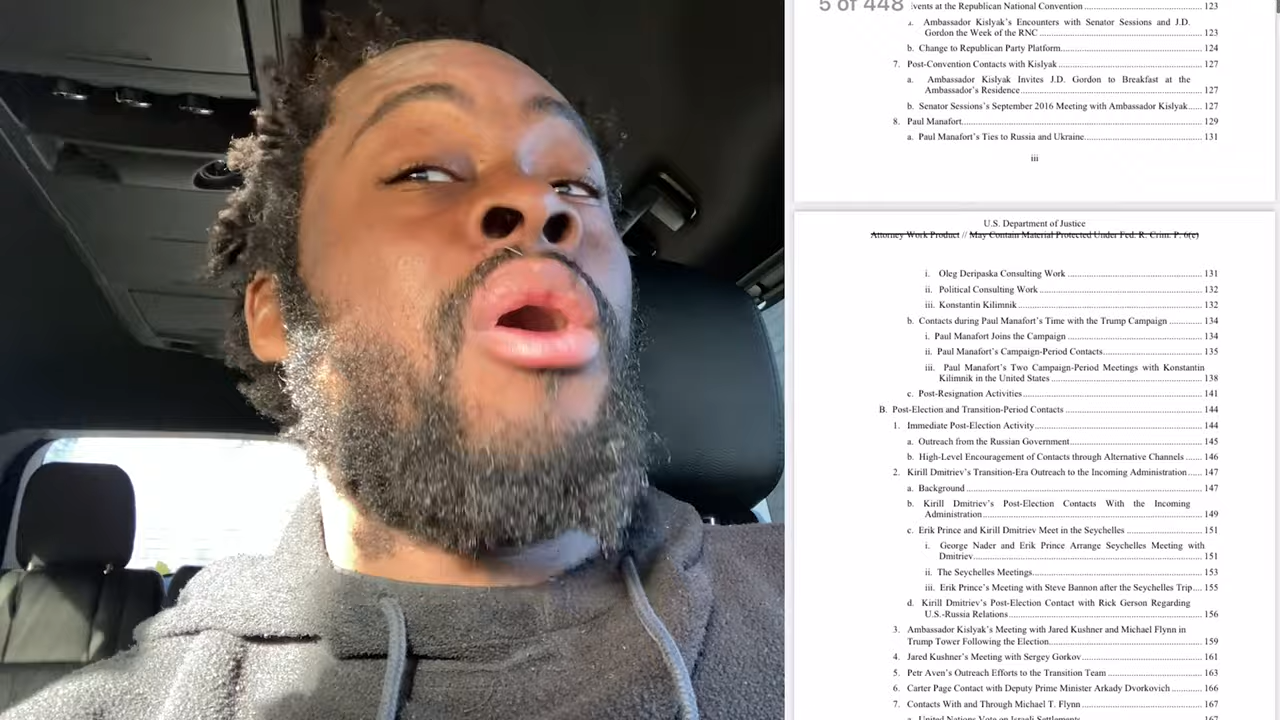 5 of 448
vents at the Republican National Convention 123
a. Ambassador Kislyak's Encounters with Senator Sessions and J.D.
Gordon the Week of the RNC 123
b. Change to Republican Party Platform 124
7. Post-Convention Contacts with Kislyak 127
a. Ambassador Kislyak Invites J.D. Gordon to Breakfast at the
Ambassador's Residence 127
b. Senator Sessions's September 2016 Meeting with Ambassador Kislyak 127
8. Paul Manafort 129
a. Paul Manafort's Ties to Russia and Ukraine 131
iii
U.S. Department of Justice
Attorney Work Product // May Contain Material Protected Under Fed. R. Crim. P. 6(e)
i. Oleg Deripaska Consulting Work 131
ii. Political Consulting Work 132
iii. Konstantin Kilimnik 132
b. Contacts during Paul Manafort's Time with the Trump Campaign 134
i. Paul Manafort Joins the Campaign 134
ii. Paul Manafort's Campaign-Period Contacts 135
iii. Paul Manafort's Two Campaign-Period Meetings with Konstantin
Kilimnik in the United States 138
c. Post-Resignation Activities 141
B. Post-Election and Transition-Period Contacts 144
1. Immediate Post-Election Activity 144
a. Outreach from the Russian Government 145
b. High-Level Encouragement of Contacts through Alternative Channels 146
2. Kirill Dmitriev's Transition-Era Outreach to the Incoming Administration 147
a. Background 147
b. Kirill Dmitriev's Post-Election Contacts With the Incoming
Administration 149
c. Erik Prince and Kirill Dmitriev Meet in the Seychelles 151
i. George Nader and Erik Prince Arrange Seychelles Meeting with
Dmitriev 151
ii. The Seychelles Meetings 153
iii. Erik Prince's Meeting with Steve Bannon after the Seychelles Trip 155
d. Kirill Dmitriev's Post-Election Contact with Rick Gerson Regarding
U.S.-Russia Relations 156
3. Ambassador Kislyak's Meeting with Jared Kushner and Michael Flynn in
Trump Tower Following the Election 159
4. Jared Kushner's Meeting with Sergey Gorkov 161
5. Petr Aven's Outreach Efforts to the Transition Team 163
6. Carter Page Contact with Deputy Prime Minister Arkady Dvorkovich 166
7. Contacts With and Through Michael T. Flynn 167
a. United Nations Vote on Israeli Settlements 167